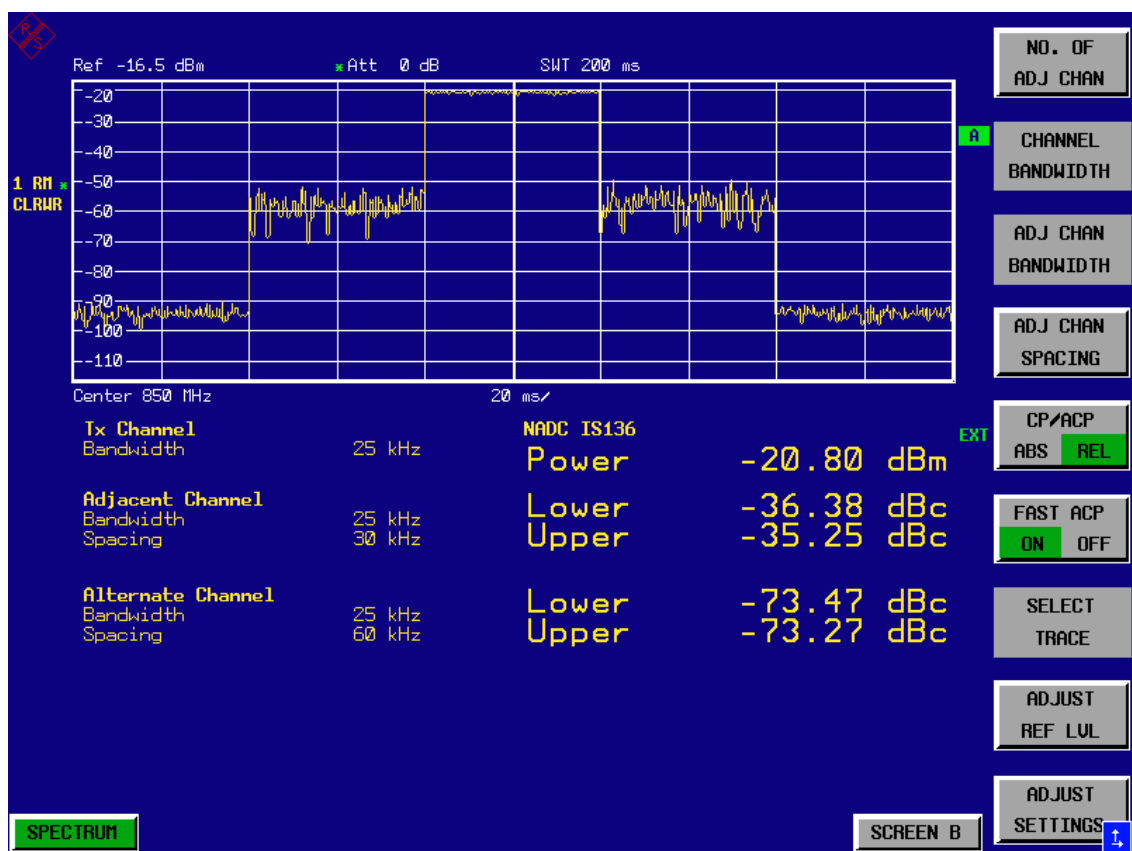 R
S
Ref -16.5 dBm
*Att 0 dB
SWT 200 ms
-20
-30
-40
-50
-60
-70
-80
-90
-100
-110
1 RM *
CLRWR
A
Center 850 MHz
20 ms/
Tx Channel
Bandwidth 25 kHz
NADC IS136
Power -20.80 dBm
EXT
Adjacent Channel
Bandwidth 25 kHz
Spacing 30 kHz
Lower -36.38 dBc
Upper -35.25 dBc
Alternate Channel
Bandwidth 25 kHz
Spacing 60 kHz
Lower -73.47 dBc
Upper -73.27 dBc
NO. OF
ADJ CHAN
CHANNEL
BANDWIDTH
ADJ CHAN
BANDWIDTH
ADJ CHAN
SPACING
CP/ACP
ABS REL
FAST ACP
ON OFF
SELECT
TRACE
ADJUST
REF LVL
ADJUST
SETTINGS
SPECTRUM
SCREEN B